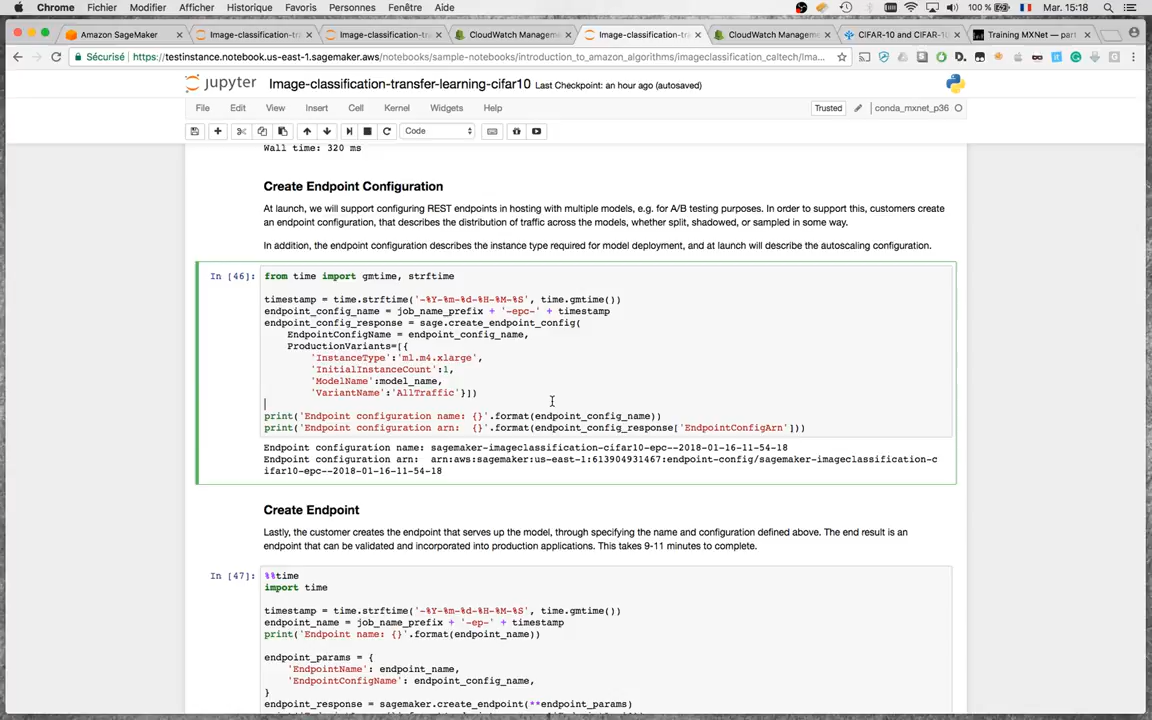 Chrome Fichier Modifier Afficher Historique Favoris Personnes Fenêtre Aide 100 % Mar. 15:18
Amazon SageMaker Image-classification-tra Image-classification-tra CloudWatch Manageme Image-classification-tra CloudWatch Manageme CIFAR-10 and CIFAR-10 Training MXNet — part
Sécurisé https://testinstance.notebook.us-east-1.sagemaker.aws/notebooks/sample-notebooks/introduction_to_amazon_algorithms/imageclassification_caltech/Ima...
jupyter Image-classification-transfer-learning-cifar10 Last Checkpoint: an hour ago (autosaved)
File Edit View Insert Cell Kernel Widgets Help Trusted conda_mxnet_p36
Code
Wall time: 320 ms
Create Endpoint Configuration
At launch, we will support configuring REST endpoints in hosting with multiple models, e.g. for A/B testing purposes. In order to support this, customers create
an endpoint configuration, that describes the distribution of traffic across the models, whether split, shadowed, or sampled in some way.
In addition, the endpoint configuration describes the instance type required for model deployment, and at launch will describe the autoscaling configuration.
In [46]: from time import gmtime, strftime
timestamp = time.strftime('-%Y-%m-%d-%H-%M-%S', time.gmtime())
endpoint_config_name = job_name_prefix + '-epc-' + timestamp
endpoint_config_response = sage.create_endpoint_config(
EndpointConfigName = endpoint_config_name,
ProductionVariants=[{
'InstanceType':'ml.m4.xlarge',
'InitialInstanceCount':1,
'ModelName':model_name,
'VariantName':'AllTraffic'}])
print('Endpoint configuration name: {}'.format(endpoint_config_name))
print('Endpoint configuration arn:  {}'.format(endpoint_config_response['EndpointConfigArn']))
Endpoint configuration name: sagemaker-imageclassification-cifar10-epc--2018-01-16-11-54-18
Endpoint configuration arn:  arn:aws:sagemaker:us-east-1:613904931467:endpoint-config/sagemaker-imageclassification-c
ifar10-epc--2018-01-16-11-54-18
Create Endpoint
Lastly, the customer creates the endpoint that serves up the model, through specifying the name and configuration defined above. The end result is an
endpoint that can be validated and incorporated into production applications. This takes 9-11 minutes to complete.
In [47]: %%time
import time
timestamp = time.strftime('-%Y-%m-%d-%H-%M-%S', time.gmtime())
endpoint_name = job_name_prefix + '-ep-' + timestamp
print('Endpoint name: {}'.format(endpoint_name))
endpoint_params = {
'EndpointName': endpoint_name,
'EndpointConfigName': endpoint_config_name,
}
endpoint_response = sagemaker.create_endpoint(**endpoint_params)